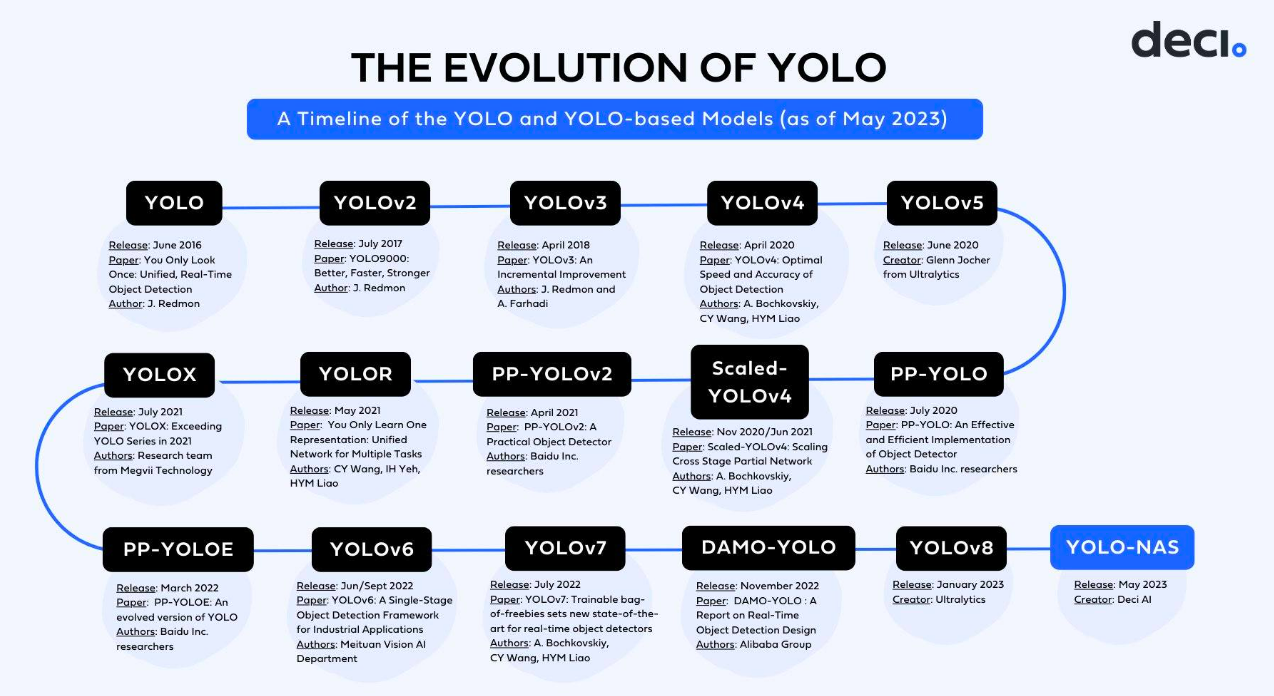 deci.
THE EVOLUTION OF YOLO
A Timeline of the YOLO and YOLO-based Models (as of May 2023)
YOLO
Release: June 2016
Paper: You Only Look
Once: Unified, Real-Time
Object Detection
Author: J. Redmon
YOLOv2
Release: July 2017
Paper: YOLO9000:
Better, Faster, Stronger
Author: J. Redmon
YOLOv3
Release: April 2018
Paper: YOLOv3: An
Incremental Improvement
Authors: J. Redmon and
A. Farhadi
YOLOv4
Release: April 2020
Paper: YOLOv4: Optimal
Speed and Accuracy of
Object Detection
Authors: A. Bochkovskiy,
CY Wang, HYM Liao
YOLOv5
Release: June 2020
Creator: Glenn Jocher
from Ultralytics
YOLOX
Release: July 2021
Paper: YOLOX: Exceeding
YOLO Series in 2021
Authors: Research team
from Megvii Technology
YOLOR
Release: May 2021
Paper: You Only Learn One
Representation: Unified
Network for Multiple Tasks
Authors: CY Wang, IH Yeh,
HYM Liao
PP-YOLOv2
Release: April 2021
Paper: PP-YOLOv2: A
Practical Object Detector
Authors: Baidu Inc.
researchers
Scaled-
YOLOv4
Release: Nov 2020/Jun 2021
Paper: Scaled-YOLOv4: Scaling
Cross Stage Partial Network
Authors: A. Bochkovskiy,
CY Wang, HYM Liao
PP-YOLO
Release: July 2020
Paper: PP-YOLO: An Effective
and Efficient Implementation
of Object Detector
Authors: Baidu Inc. researchers
PP-YOLOE
Release: March 2022
Paper: PP-YOLOE: An
evolved version of YOLO
Authors: Baidu Inc.
researchers
YOLOv6
Release: Jun/Sept 2022
Paper: YOLOv6: A Single-Stage
Object Detection Framework
for Industrial Applications
Authors: Meituan Vision AI
Department
YOLOv7
Release: July 2022
Paper: YOLOv7: Trainable bag-
of-freebies sets new state-of-the-
art for real-time object detectors
Authors: A. Bochkovskiy,
CY Wang, HYM Liao
DAMO-YOLO
Release: November 2022
Paper: DAMO-YOLO : A
Report on Real-Time
Object Detection Design
Authors: Alibaba Group
YOLOv8
Release: January 2023
Creator: Ultralytics
YOLO-NAS
Release: May 2023
Creator: Deci AI